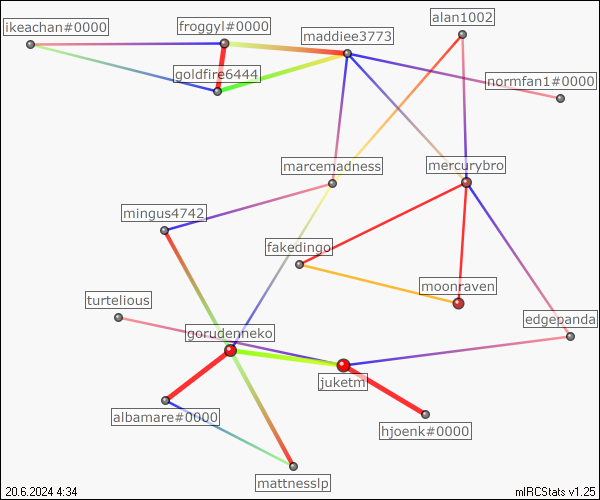 alan1002
ikeachan#0000
froggyl#0000
maddiee3773
goldfire6444
normfan1#0000
marcemadness
mercurybro
mingus4742
fakedingo
moonraven
turtelious
edgepanda
gorudenneko
juketm
albamare#0000
hjoenk#0000
mattnesslp
20.6.2024 4:34
mIRCStats v1.25